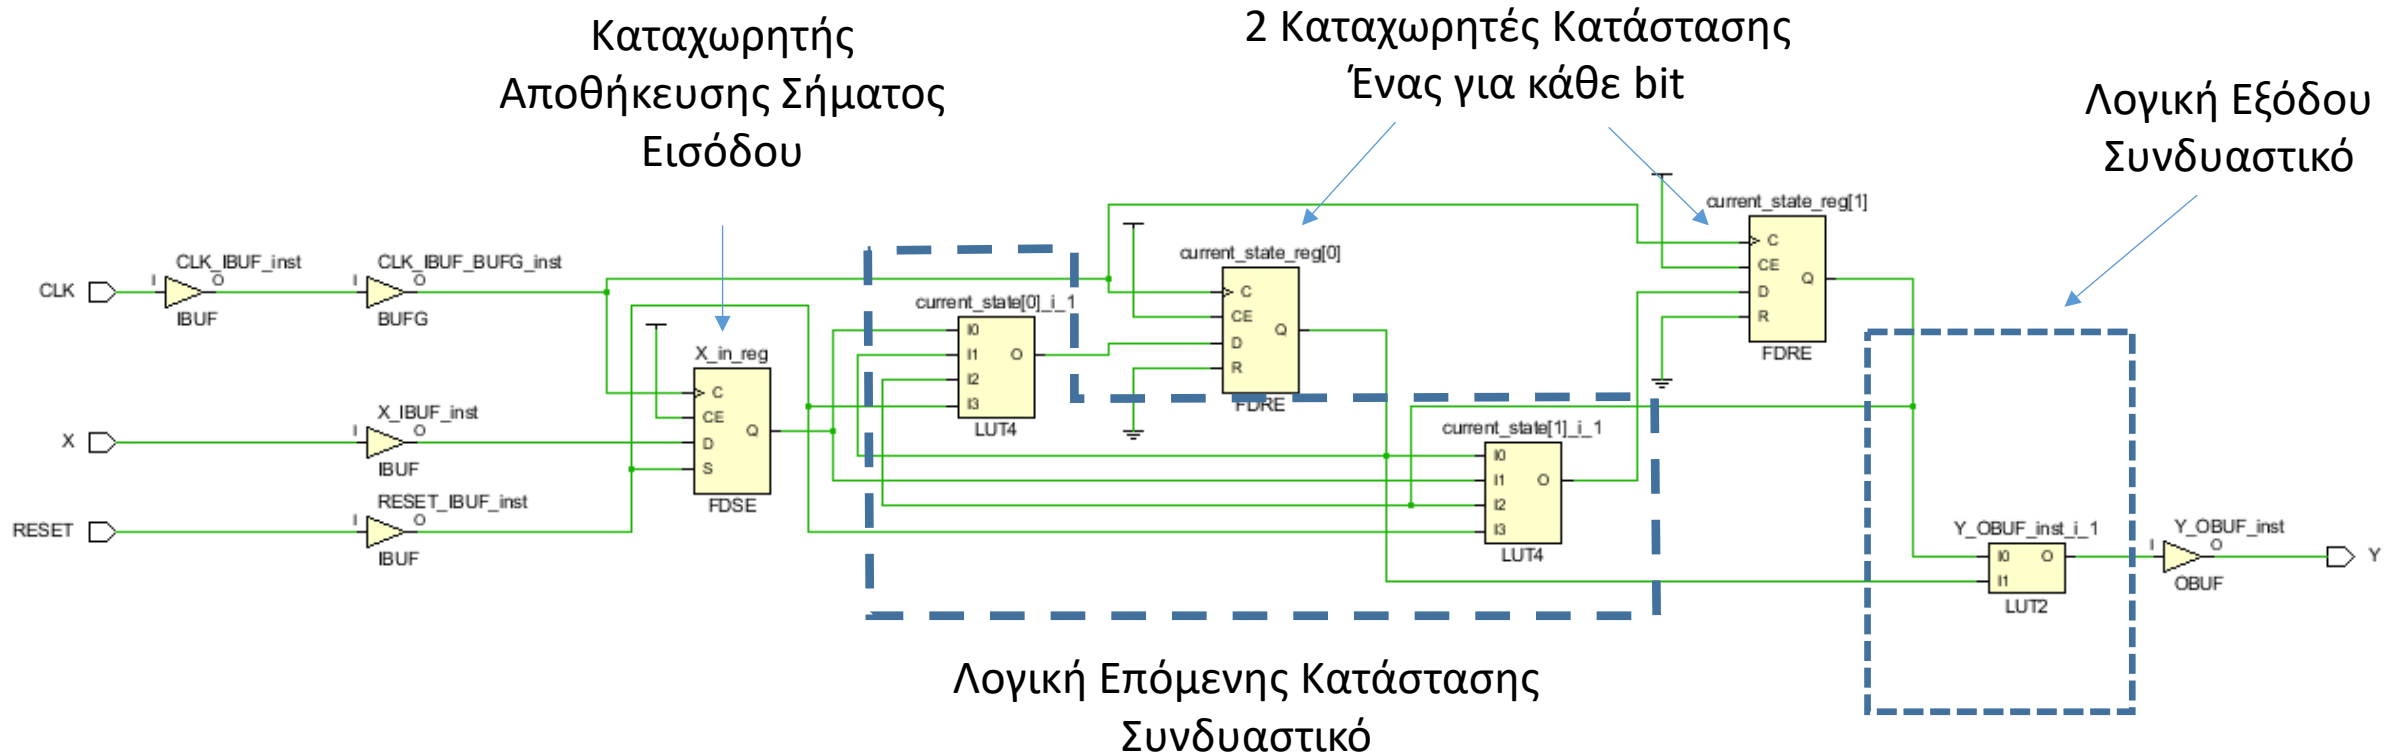 Καταχωρητής
Αποθήκευσης Σήματος
Εισόδου
2 Καταχωρητές Κατάστασης
Ένας για κάθε bit
Λογική Εξόδου
Συνδυαστικό
CLK
I
CLK_IBUF_inst
O
IBUF
I
CLK_IBUF_BUFG_inst
O
BUFG
X
I
X_IBUF_inst
O
IBUF
RESET
I
RESET_IBUF_inst
O
IBUF
X_in_reg
C
CE
D
S
Q
FDSE
current_state[0]_i_1
I0
I1
I2
I3
O
LUT4
current_state_reg[0]
C
CE
D
R
Q
FDRE
current_state[1]_i_1
I0
I1
I2
I3
O
LUT4
current_state_reg[1]
C
CE
D
R
Q
FDRE
Y_OBUF_inst_i_1
I0
I1
O
LUT2
Y_OBUF_inst
I
O
OBUF
Y
Λογική Επόμενης Κατάστασης
Συνδυαστικό